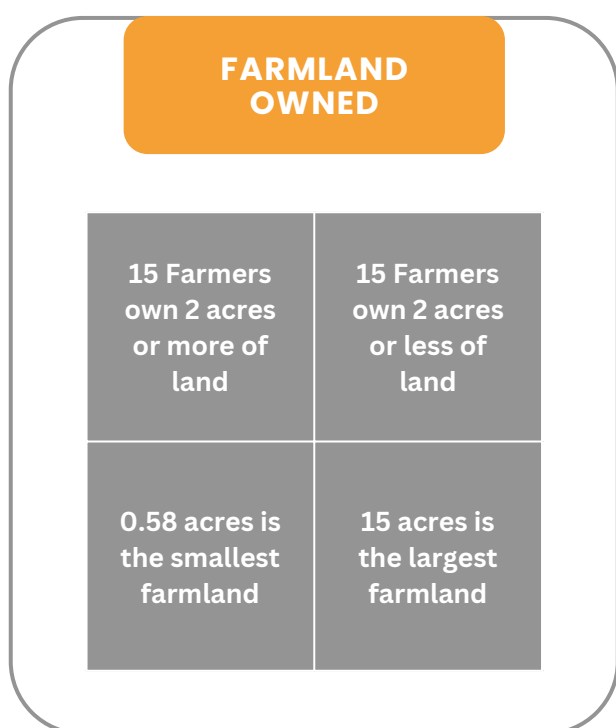 FARMLAND
OWNED
15 Farmers
own 2 acres
or more of
land
15 Farmers
own 2 acres
or less of
land
0.58 acres is
the smallest
farmland
15 acres is
the largest
farmland